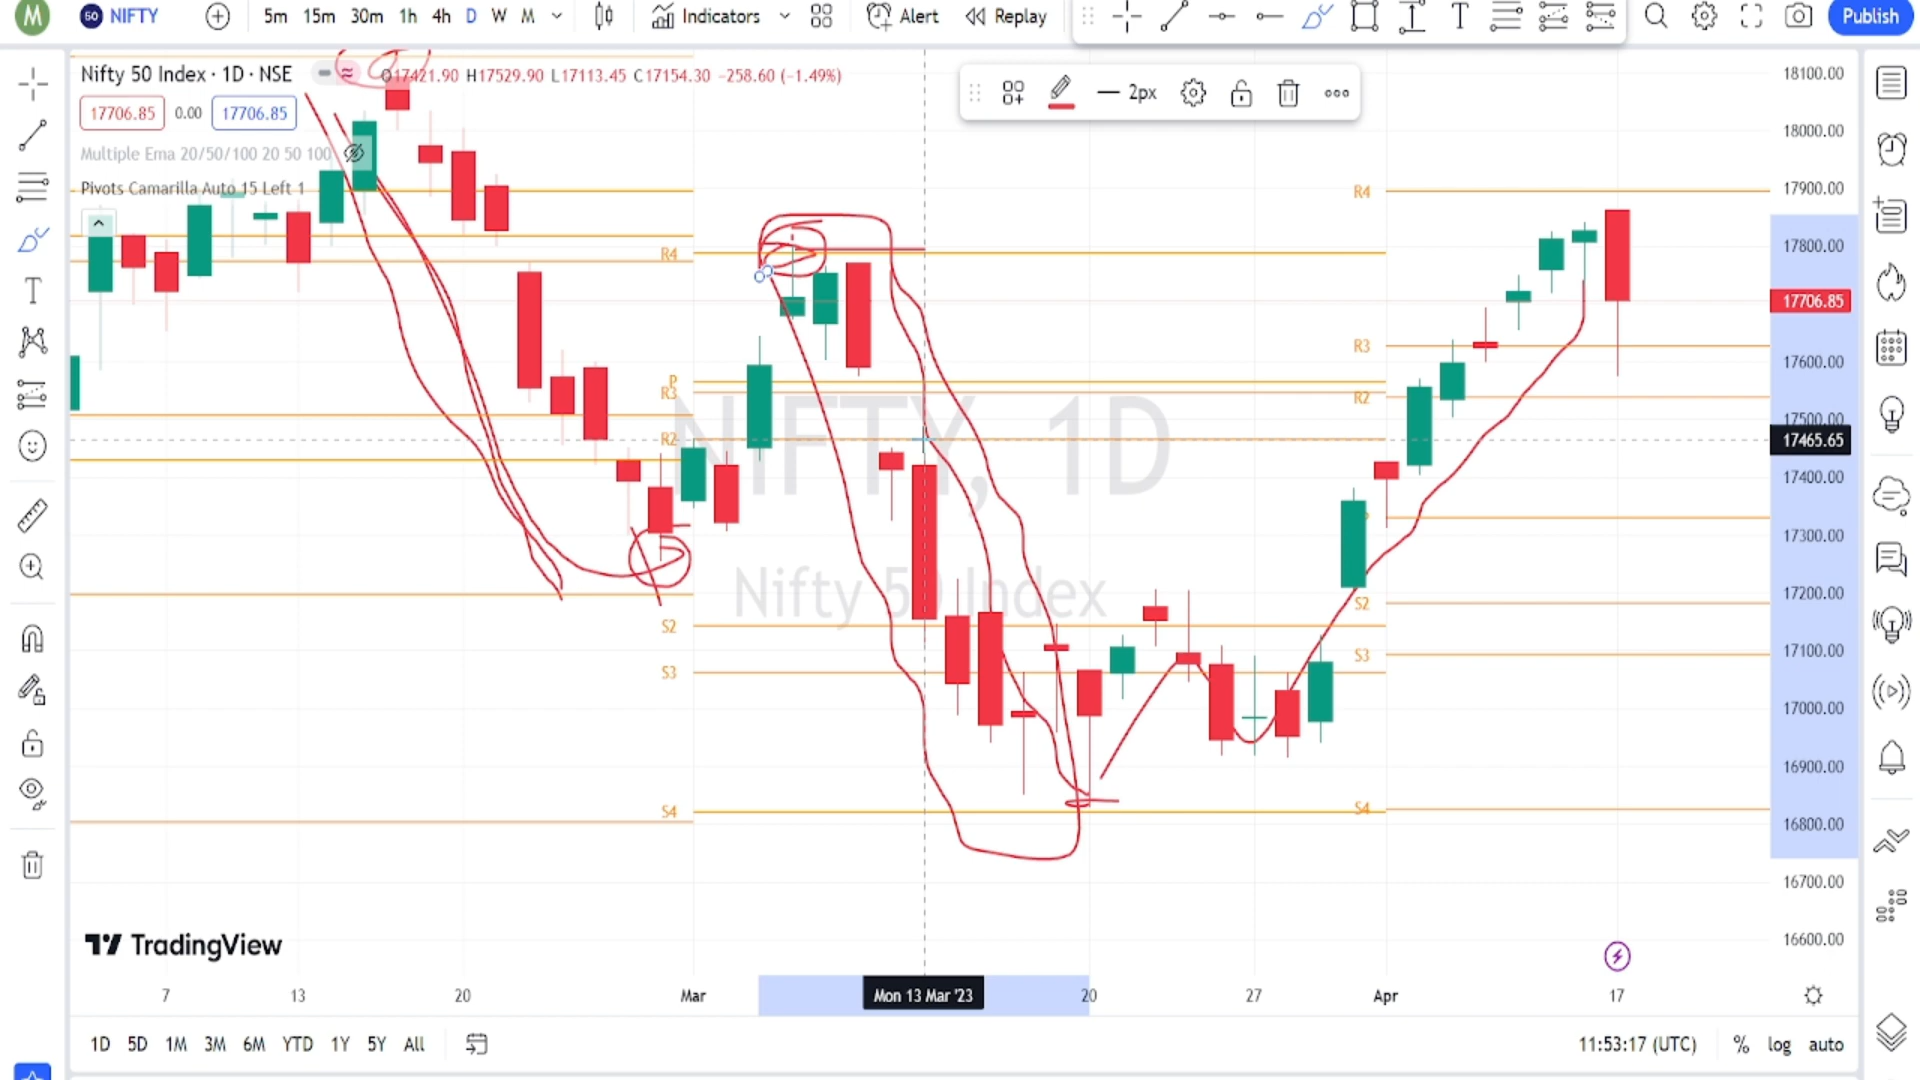 M 50 NIFTY 5m 15m 30m 1h 4h D W M Indicators Alert Replay T Publish
Nifty 50 Index · 1D · NSE O17421.90 H17529.90 L17113.45 C17154.30 −258.60 (−1.49%)
17706.85 0.00 17706.85
2px
Multiple Ema 20/50/100 20 50 100
Pivots Camarilla Auto 15 Left 1
T
NIFTY, 1D
Nifty 50 Index
R4
P
R3
R2
S2
S3
S4
R4
R3
R2
S2
S3
S4
18100.00
18000.00
17900.00
17800.00
17706.85
17600.00
17500.00
17465.65
17400.00
17300.00
17200.00
17100.00
17000.00
16900.00
16800.00
16700.00
16600.00
TradingView
7 13 20 Mar Mon 13 Mar '23 20 27 Apr 17
1D 5D 1M 3M 6M YTD 1Y 5Y All 11:53:17 (UTC) % log auto